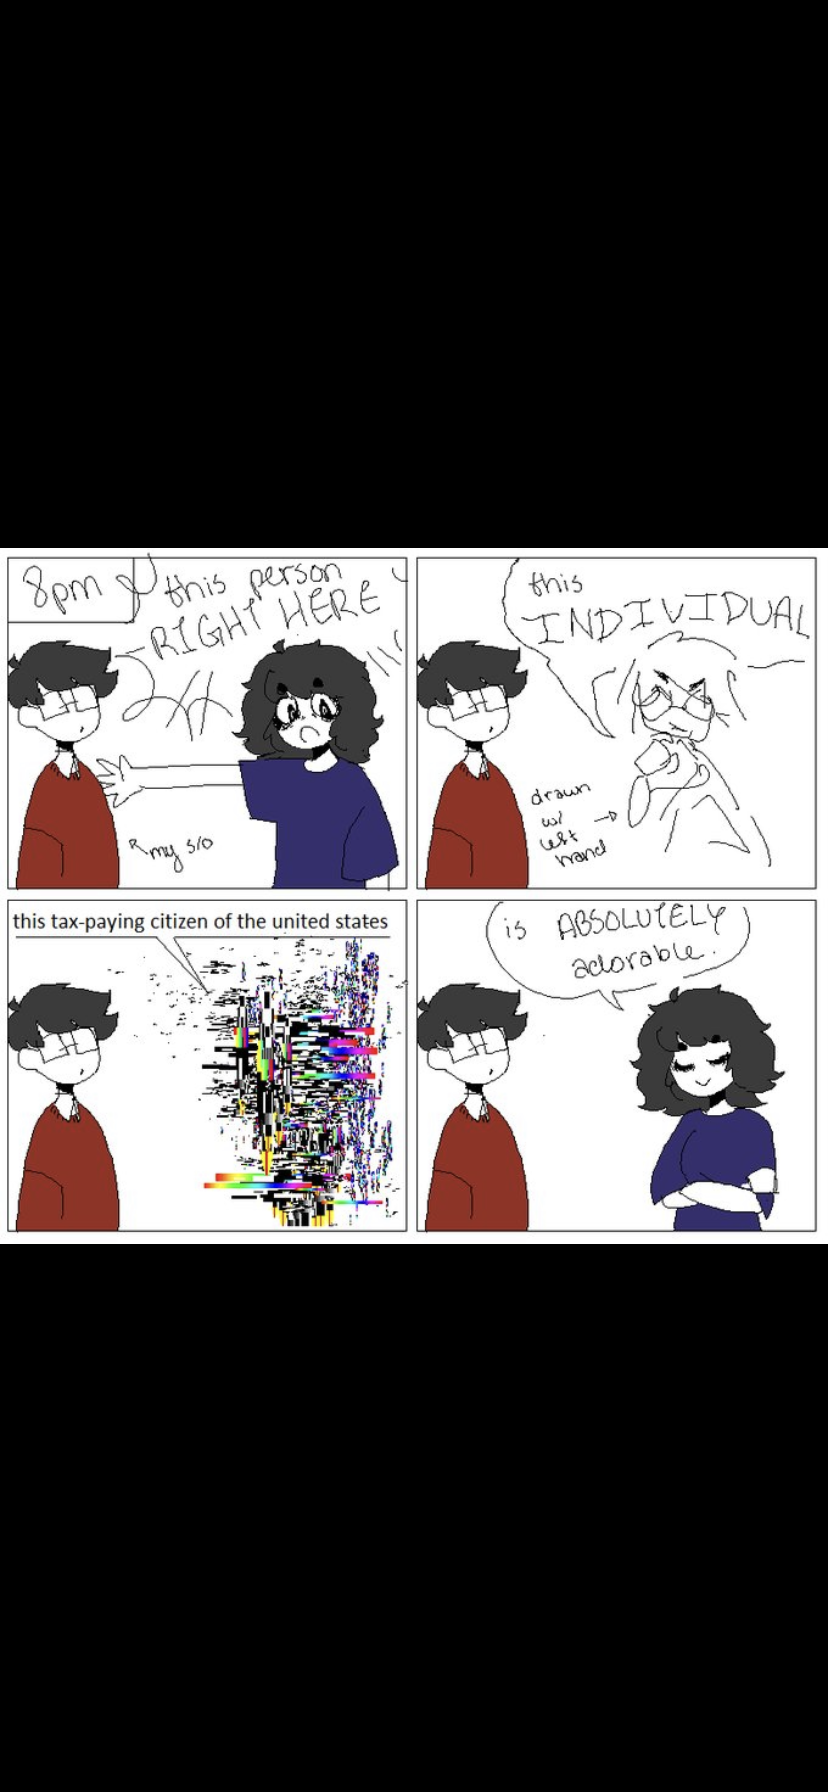 8pm
this person
RIGHT HERE
my s/o
this
INDIVIDUAL
drawn
w/
left
hand
this tax-paying citizen of the united states
is ABSOLUTELY
adorable.